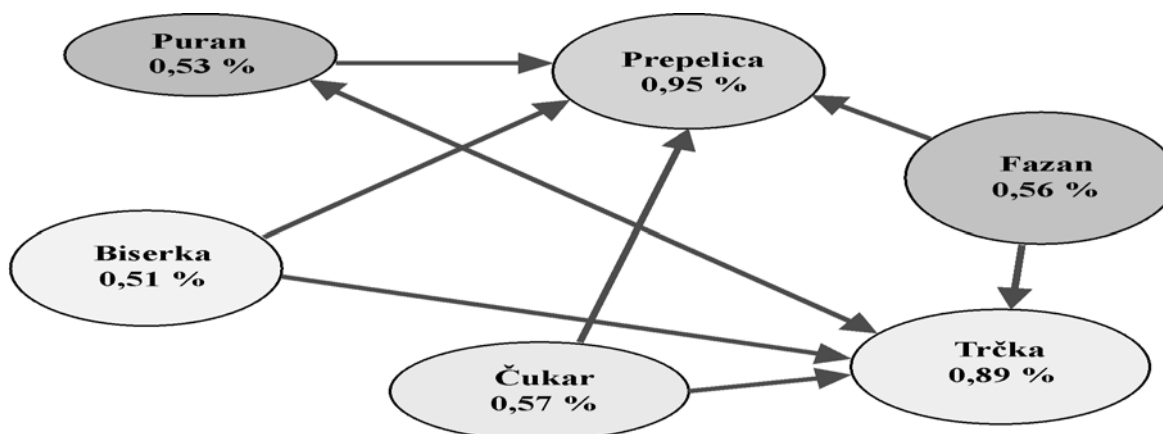 Puran
0,53 %
Prepelica
0,95 %
Fazan
0,56 %
Biserka
0,51 %
Čukar
0,57 %
Trčka
0,89 %